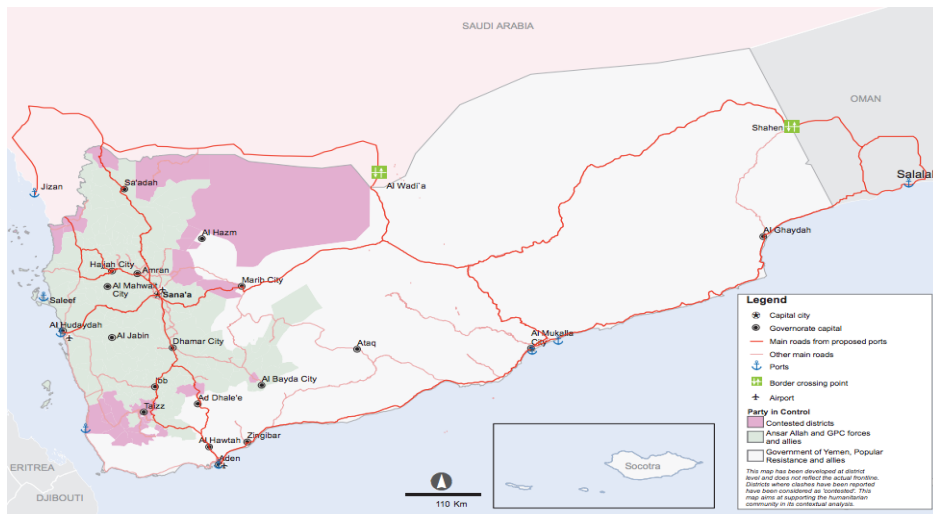 SAUDI ARABIA
OMAN
Shahen
Salalal
Jizan
Sa'adah
Al Wadi`a
Al Hazm
Al Ghaydah
Hajjah City
Amran
Al Mahwait
City
Marib City
Sana'a
Saleef
Al Hudaydah
Al Jabin
Dhamar City
Ataq
Al Mukalla
City
Ibb
Al Bayda City
Ad Dhale'e
Taizz
Al Hawtah
Zingibar
Aden
ERITREA
DJIBOUTI
Socotra
110 Km
Legend
Capital city
Governorate capital
Main roads from proposed ports
Other main roads
Ports
Border crossing point
Airport
Party in Control
Contested districts
Ansar Allah and GPC forces
and allies
Government of Yemen, Popular
Resistance and allies
This map has been developed at district
level and does not reflect the actual frontline.
Districts where clashes have been reported
have been considered as 'contested'. This
map aims at supporting the humanitarian
community in its contextual analysis.